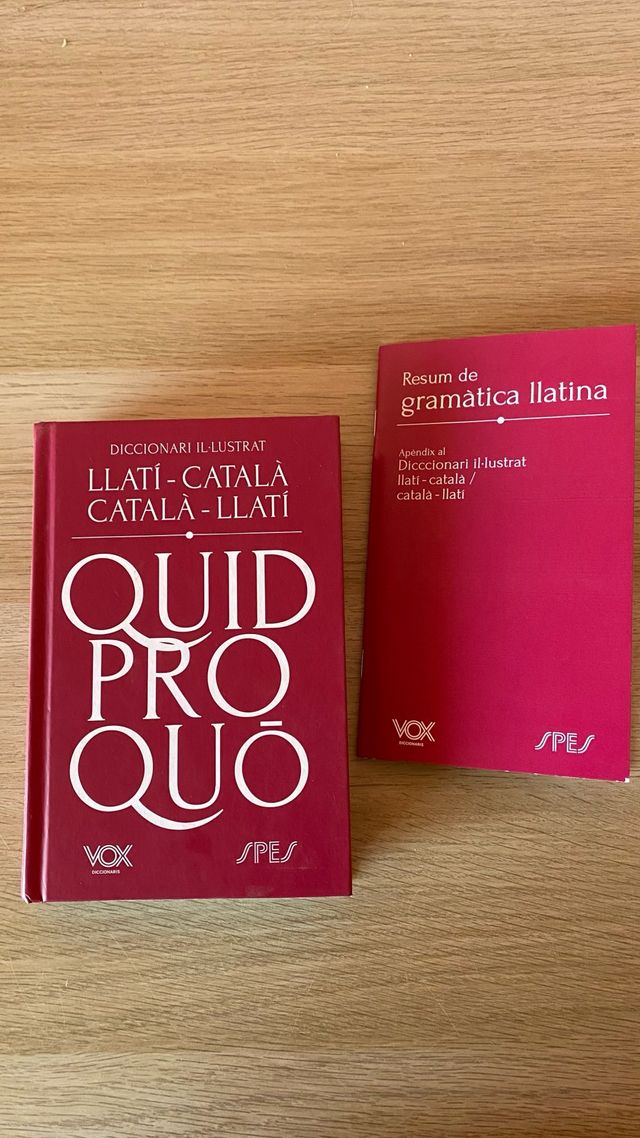 DICCIONARI IL·LUSTRAT
LLATÍ - CATALÀ
CATALÀ - LLATÍ
QUID
PRO
QUŌ
VOX
DICCIONARIS
SPES
Resum de
gramàtica llatina
Apèndix al
Dicccionari il·lustrat
llatí - català /
català - llatí
VOX
DICCIONARIS
SPES